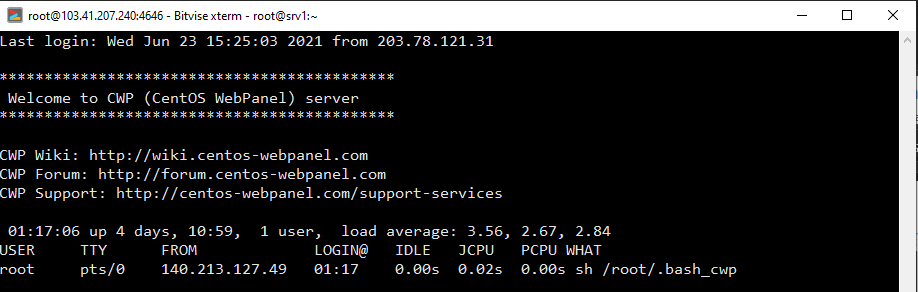 root@103.41.207.240:4646 - Bitvise xterm - root@srv1:~
Last login: Wed Jun 23 15:25:03 2021 from 203.78.121.31
********************************************
 Welcome to CWP (CentOS WebPanel) server
********************************************
CWP Wiki: http://wiki.centos-webpanel.com
CWP Forum: http://forum.centos-webpanel.com
CWP Support: http://centos-webpanel.com/support-services
 01:17:06 up 4 days, 10:59,  1 user,  load average: 3.56, 2.67, 2.84
USER     TTY      FROM             LOGIN@   IDLE   JCPU   PCPU WHAT
root     pts/0    140.213.127.49   01:17    0.00s  0.02s  0.00s sh /root/.bash_cwp